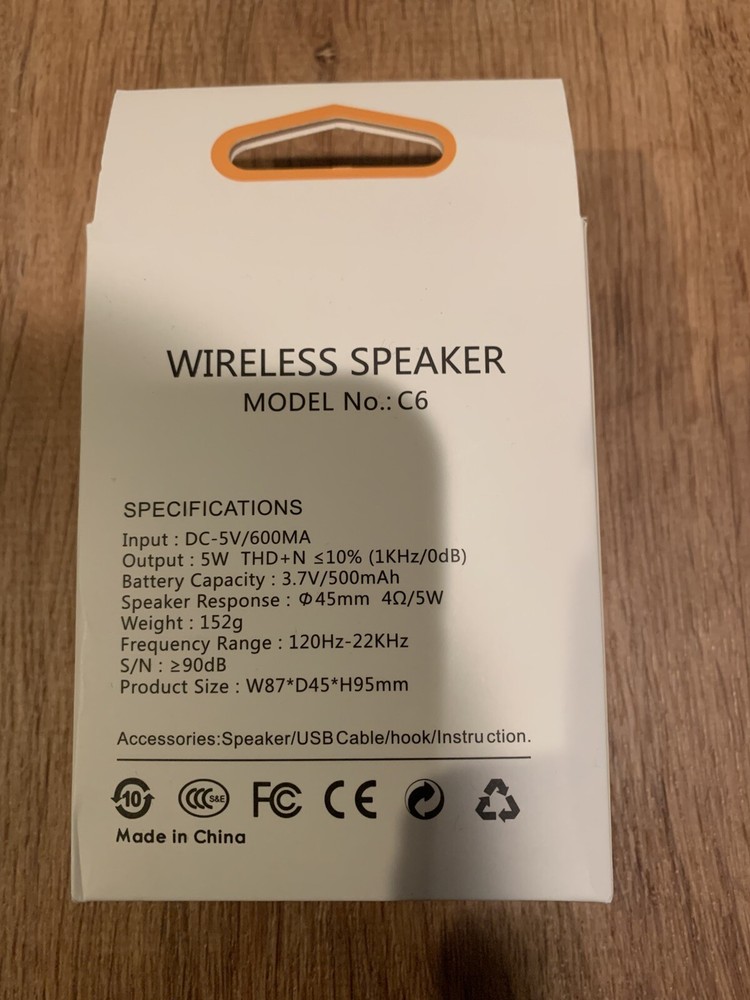 WIRELESS SPEAKER
MODEL No.: C6
SPECIFICATIONS
Input : DC-5V/600MA
Output : 5W THD+N ≤10% (1KHz/0dB)
Battery Capacity : 3.7V/500mAh
Speaker Response : Φ45mm 4Ω/5W
Weight : 152g
Frequency Range : 120Hz-22KHz
S/N : ≥90dB
Product Size : W87*D45*H95mm
Accessories:Speaker/USB Cable/hook/Instruction.
10 CCC S&E FC CE
Made in China